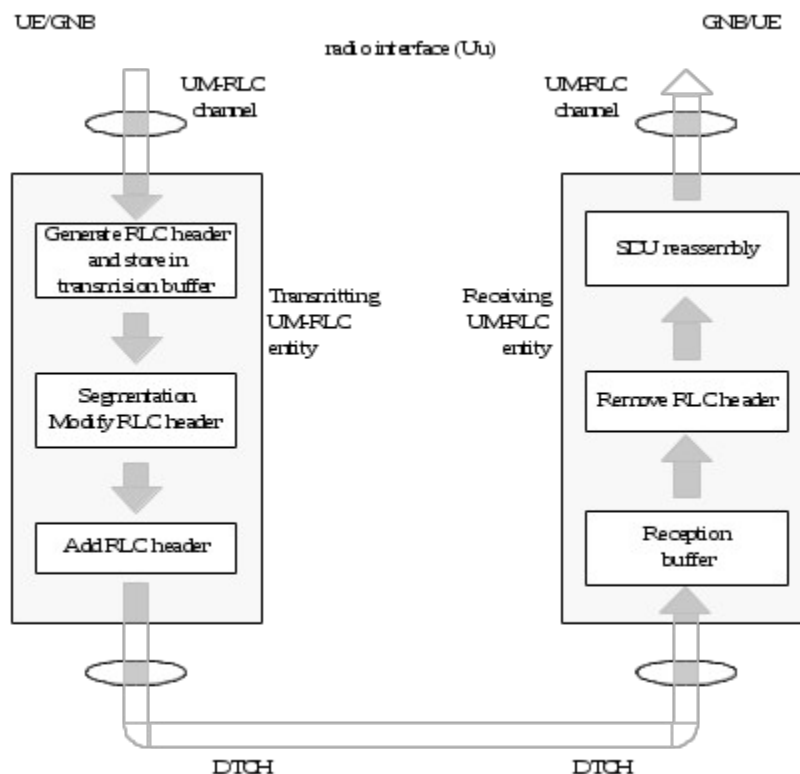 UE/GNB
GNB/UE
radio interface (Uu)
UM-RLC
channel
UM-RLC
channel
Generate RLC header
and store in
transmision buffer
Transmitting
UM-RLC
entity
Segmentation
Modify RLC header
Add RLC header
Receiving
UM-RLC
entity
SDU reassembly
Remove RLC header
Reception
buffer
DTCH
DTCH